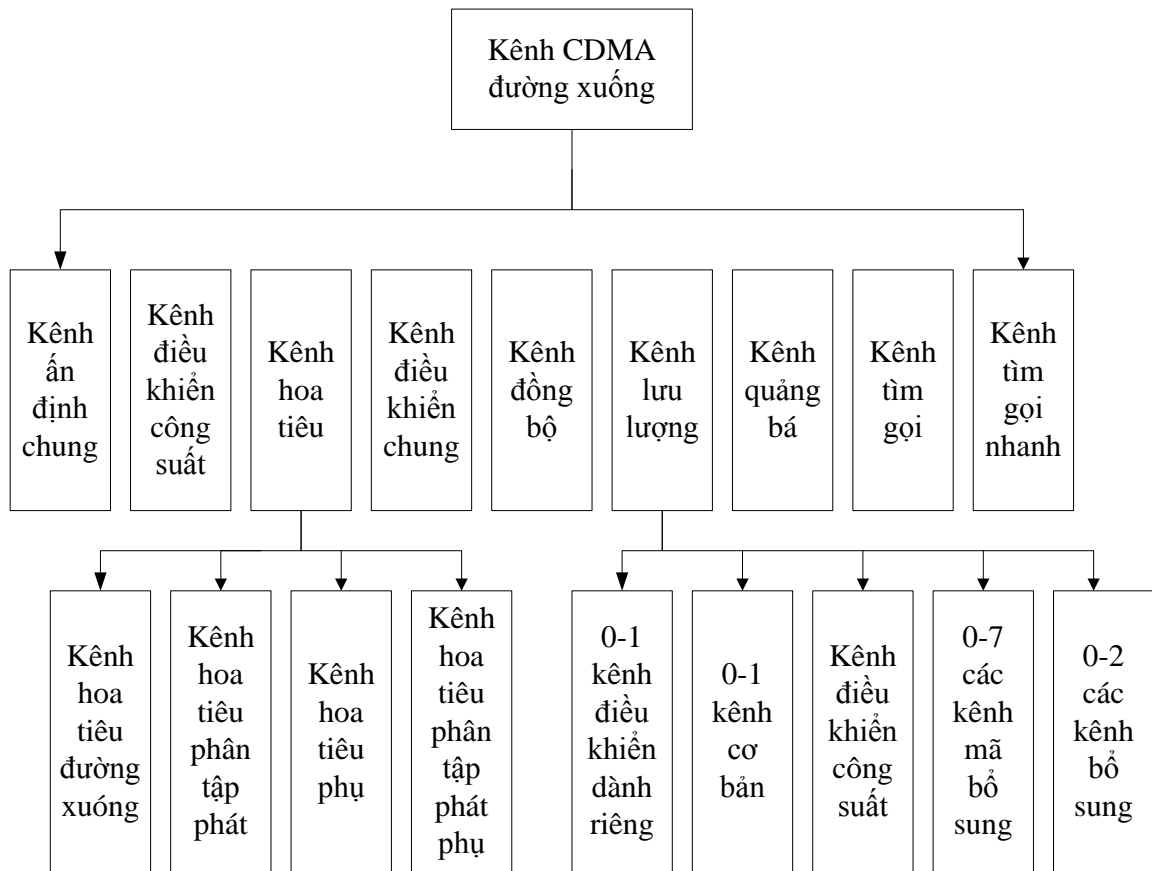 Kênh CDMA
đường xuống
Kênh
ấn
định
chung
Kênh
điều
khiển
công
suất
Kênh
hoa
tiêu
Kênh
điều
khiển
chung
Kênh
đồng
bộ
Kênh
lưu
lượng
Kênh
quảng
bá
Kênh
tìm
gọi
Kênh
tìm
gọi
nhanh
Kênh
hoa
tiêu
đường
xuóng
Kênh
hoa
tiêu
phân
tập
phát
Kênh
hoa
tiêu
phụ
Kênh
hoa
tiêu
phân
tập
phát
phụ
0-1
kênh
điều
khiển
dành
riêng
0-1
kênh
cơ
bản
Kênh
điều
khiển
công
suất
0-7
các
kênh
mã
bổ
sung
0-2
các
kênh
bổ
sung